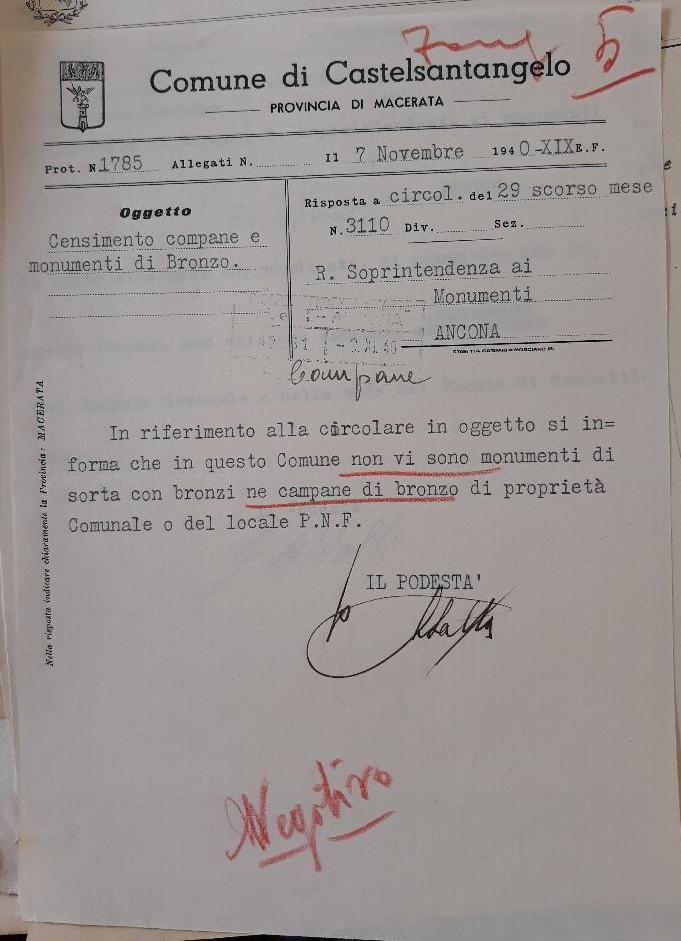 5
Comune di Castelsantangelo
PROVINCIA DI MACERATA
Prot. N.1785 Allegati N. Il 7 Novembre 1940-XIX E. F.
Oggetto
Censimento compane e
monumenti di Bronzo.
Risposta a circol. del 29 scorso mese
N.3110 Div. Sez.
R. Soprintendenza ai
Monumenti
ANCONA
Campane
In riferimento alla circolare in oggetto si in=
forma che in questo Comune non vi sono monumenti di
sorta con bronzi ne campane di bronzo di proprietà
Comunale o del locale P.N.F.
IL PODESTA'
Negativo
Nella risposta indicare chiaramente la Provincia: MACERATA